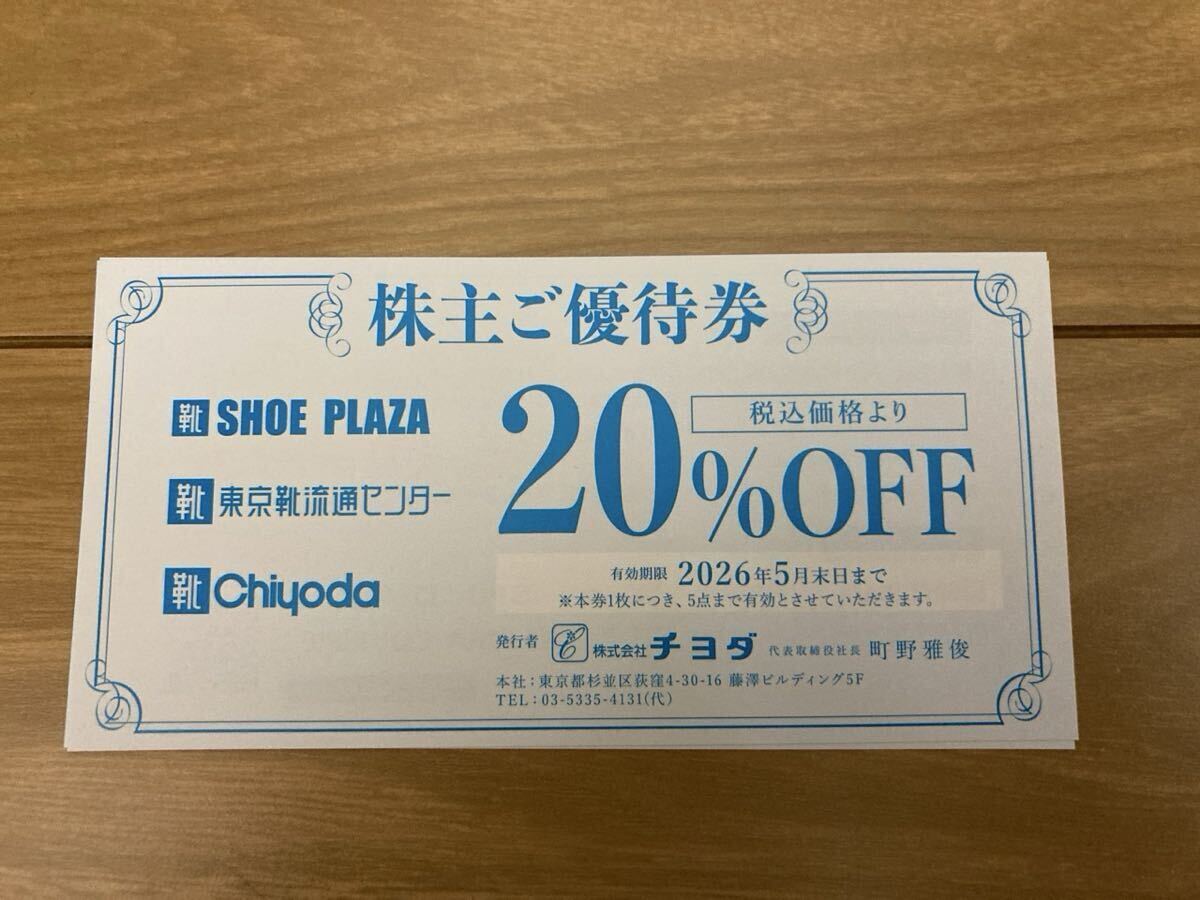 株主ご優待券
靴 SHOE PLAZA
靴 東京靴流通センター
靴 Chiyoda
税込価格より
20%OFF
有効期限 2026年5月末日まで
※本券1枚につき、5点まで有効とさせていただきます。
発行者 株式会社 チヨダ 代表取締役社長 町野雅俊
本社：東京都杉並区荻窪4-30-16 藤澤ビルディング5F
TEL：03-5335-4131(代)